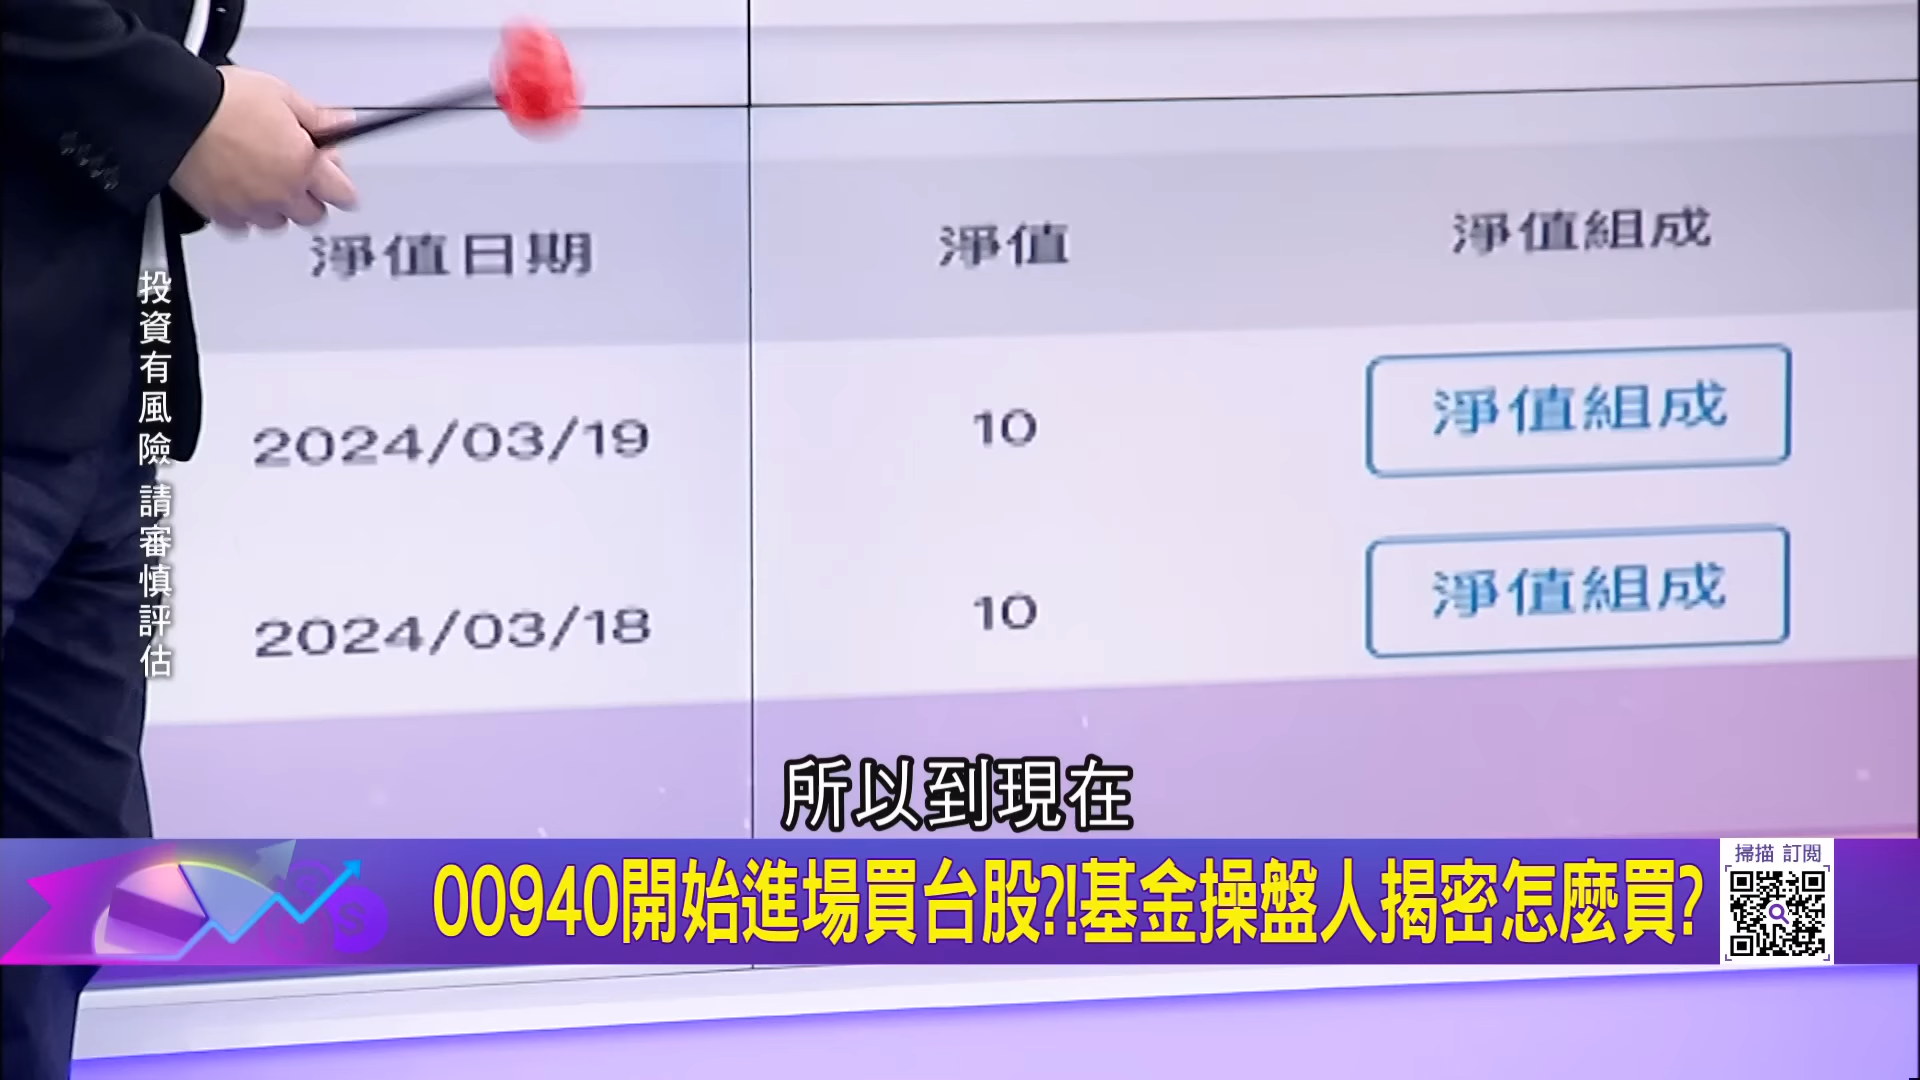 淨值日期 淨值 淨值組成
2024/03/19 10 淨值組成
2024/03/18 10 淨值組成
投資有風險 請審慎評估
所以到現在
00940開始進場買台股?!基金操盤人揭密怎麼買?
掃描 訂閱